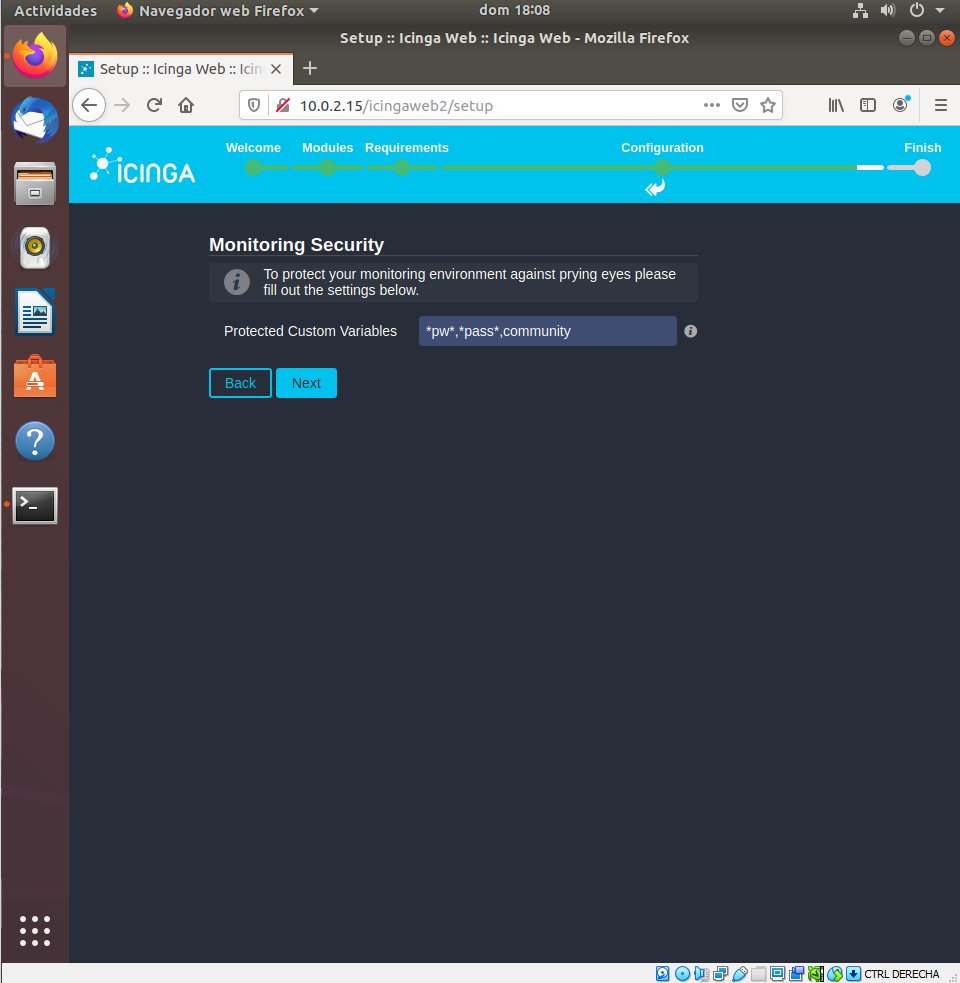 Actividades
Navegador web Firefox
dom 18:08
Setup :: Icinga Web :: Icinga Web - Mozilla Firefox
Setup :: Icinga Web :: Icin
10.0.2.15/icingaweb2/setup
ICINGA
Welcome
Modules
Requirements
Configuration
Finish
Monitoring Security
To protect your monitoring environment against prying eyes please
fill out the settings below.
Protected Custom Variables
*pw*,*pass*,community
Back
Next
CTRL DERECHA